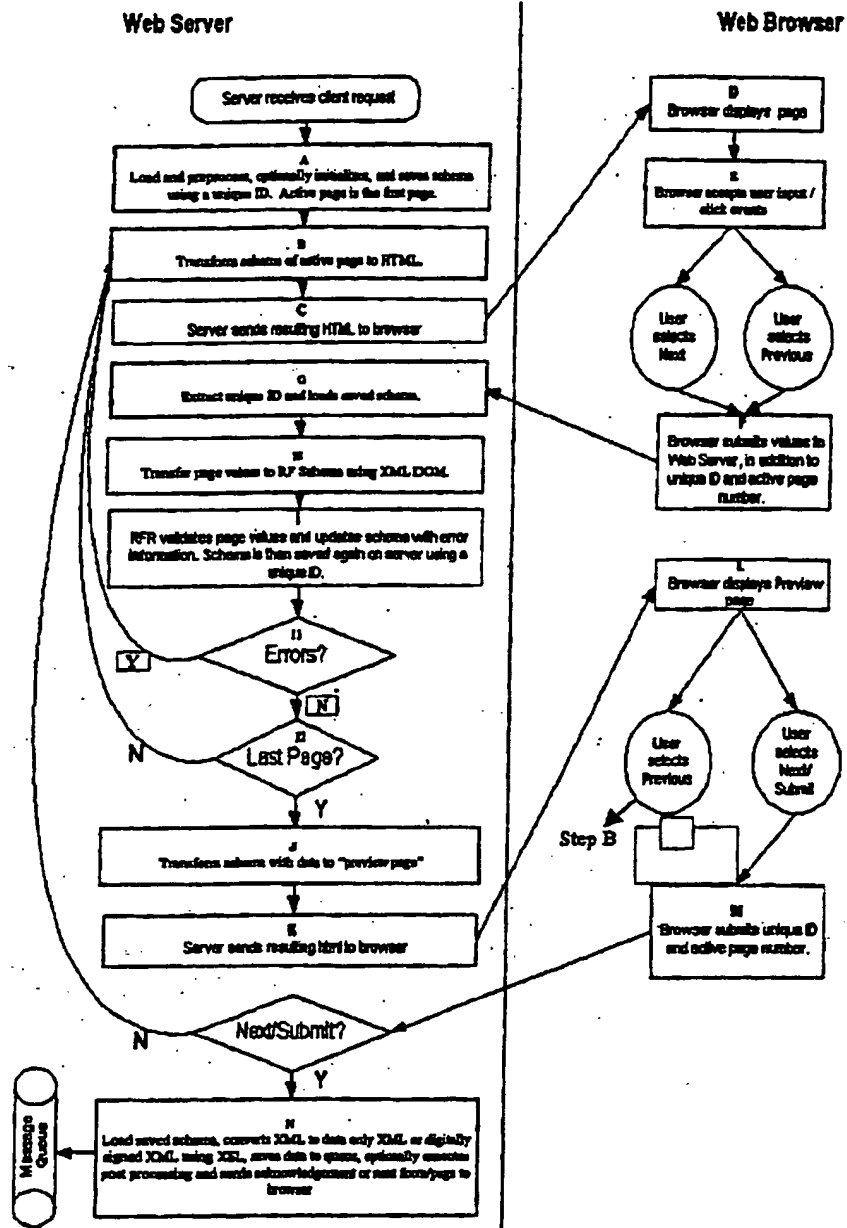 Web Server
Web Browser
Server receives client request
A
Load and preprocess, optionally initializes, and saves schema
using a unique ID. Active page is the first page.
B
Transform schema of active page to HTML.
C
Server sends resulting HTML to browser
D
Browser displays page
E
Browser accepts user input /
click events
User
selects
Next
User
selects
Previous
F
Browser submits values to
Web Server, in addition to
unique ID and active page
number.
G
Extract unique ID and loads saved schema.
H
Transfer page values to RF Schema using XML DOM.
I
RFR validates page values and updates schema with error
information. Schema is then saved again on server using a
unique ID.
I1
Errors?
Y
N
I2
Last Page?
N
Y
J
Transform schema with data to "preview page"
K
Server sends resulting html to browser
L
Browser displays Preview
page
User
selects
Previous
User
selects
Next/
Submit
Step B
M
Browser submits unique ID
and active page number.
Next/Submit?
N
Y
N
Load saved schema, converts XML to data only XML or digitally
signed XML using XSL, saves data to queue, optionally executes
post processing and sends acknowledgement or next form/page to
browser
Message
Queue